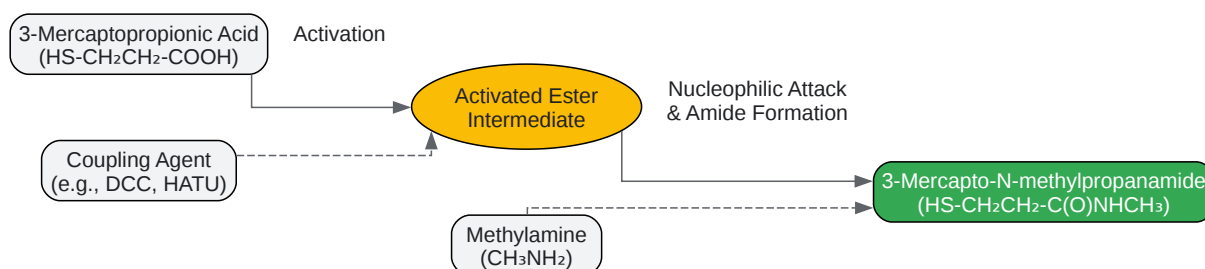 3-Mercaptopropionic Acid
(HS-CH₂CH₂-COOH)
Activation
Activated Ester
Intermediate
Nucleophilic Attack
& Amide Formation
Coupling Agent
(e.g., DCC, HATU)
3-Mercapto-N-methylpropanamide
(HS-CH₂CH₂-C(O)NHCH₃)
Methylamine
(CH₃NH₂)